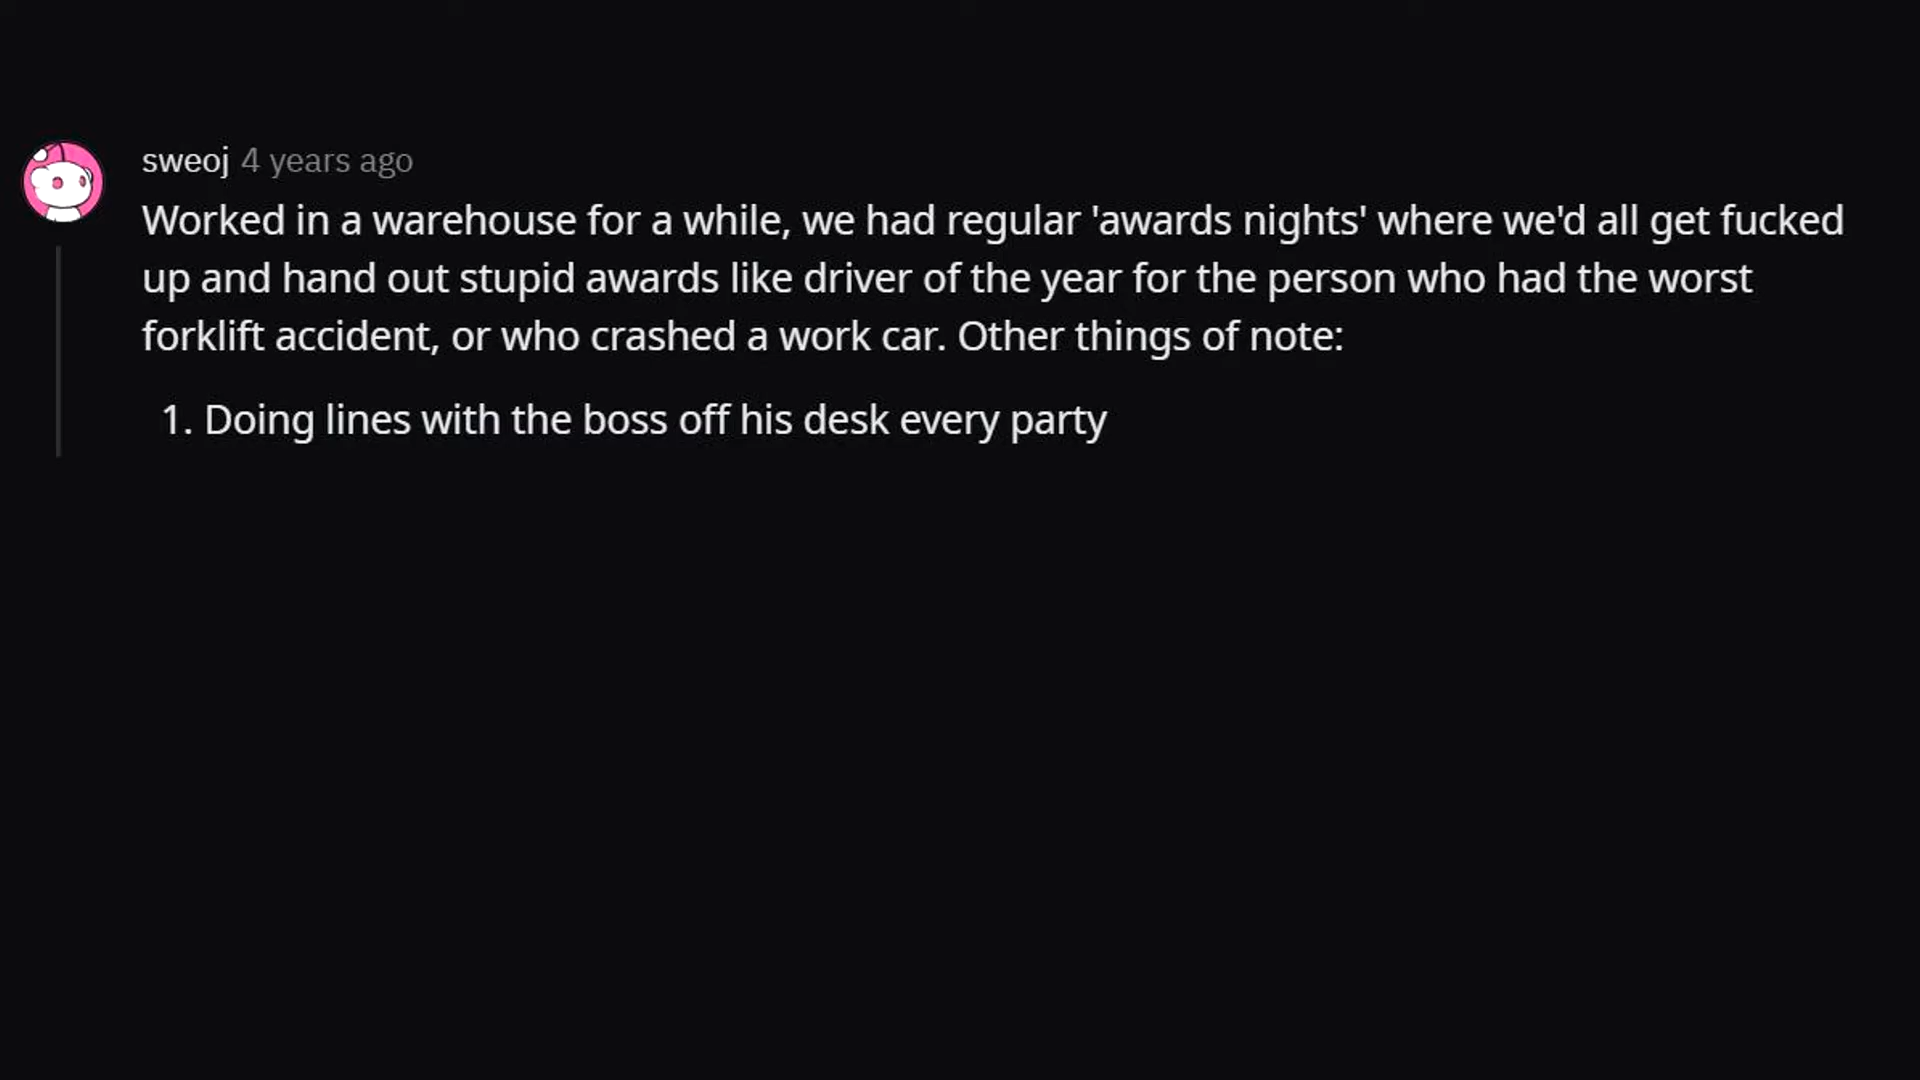 sweoj 4 years ago
Worked in a warehouse for a while, we had regular 'awards nights' where we'd all get fucked
up and hand out stupid awards like driver of the year for the person who had the worst
forklift accident, or who crashed a work car. Other things of note:
1. Doing lines with the boss off his desk every party